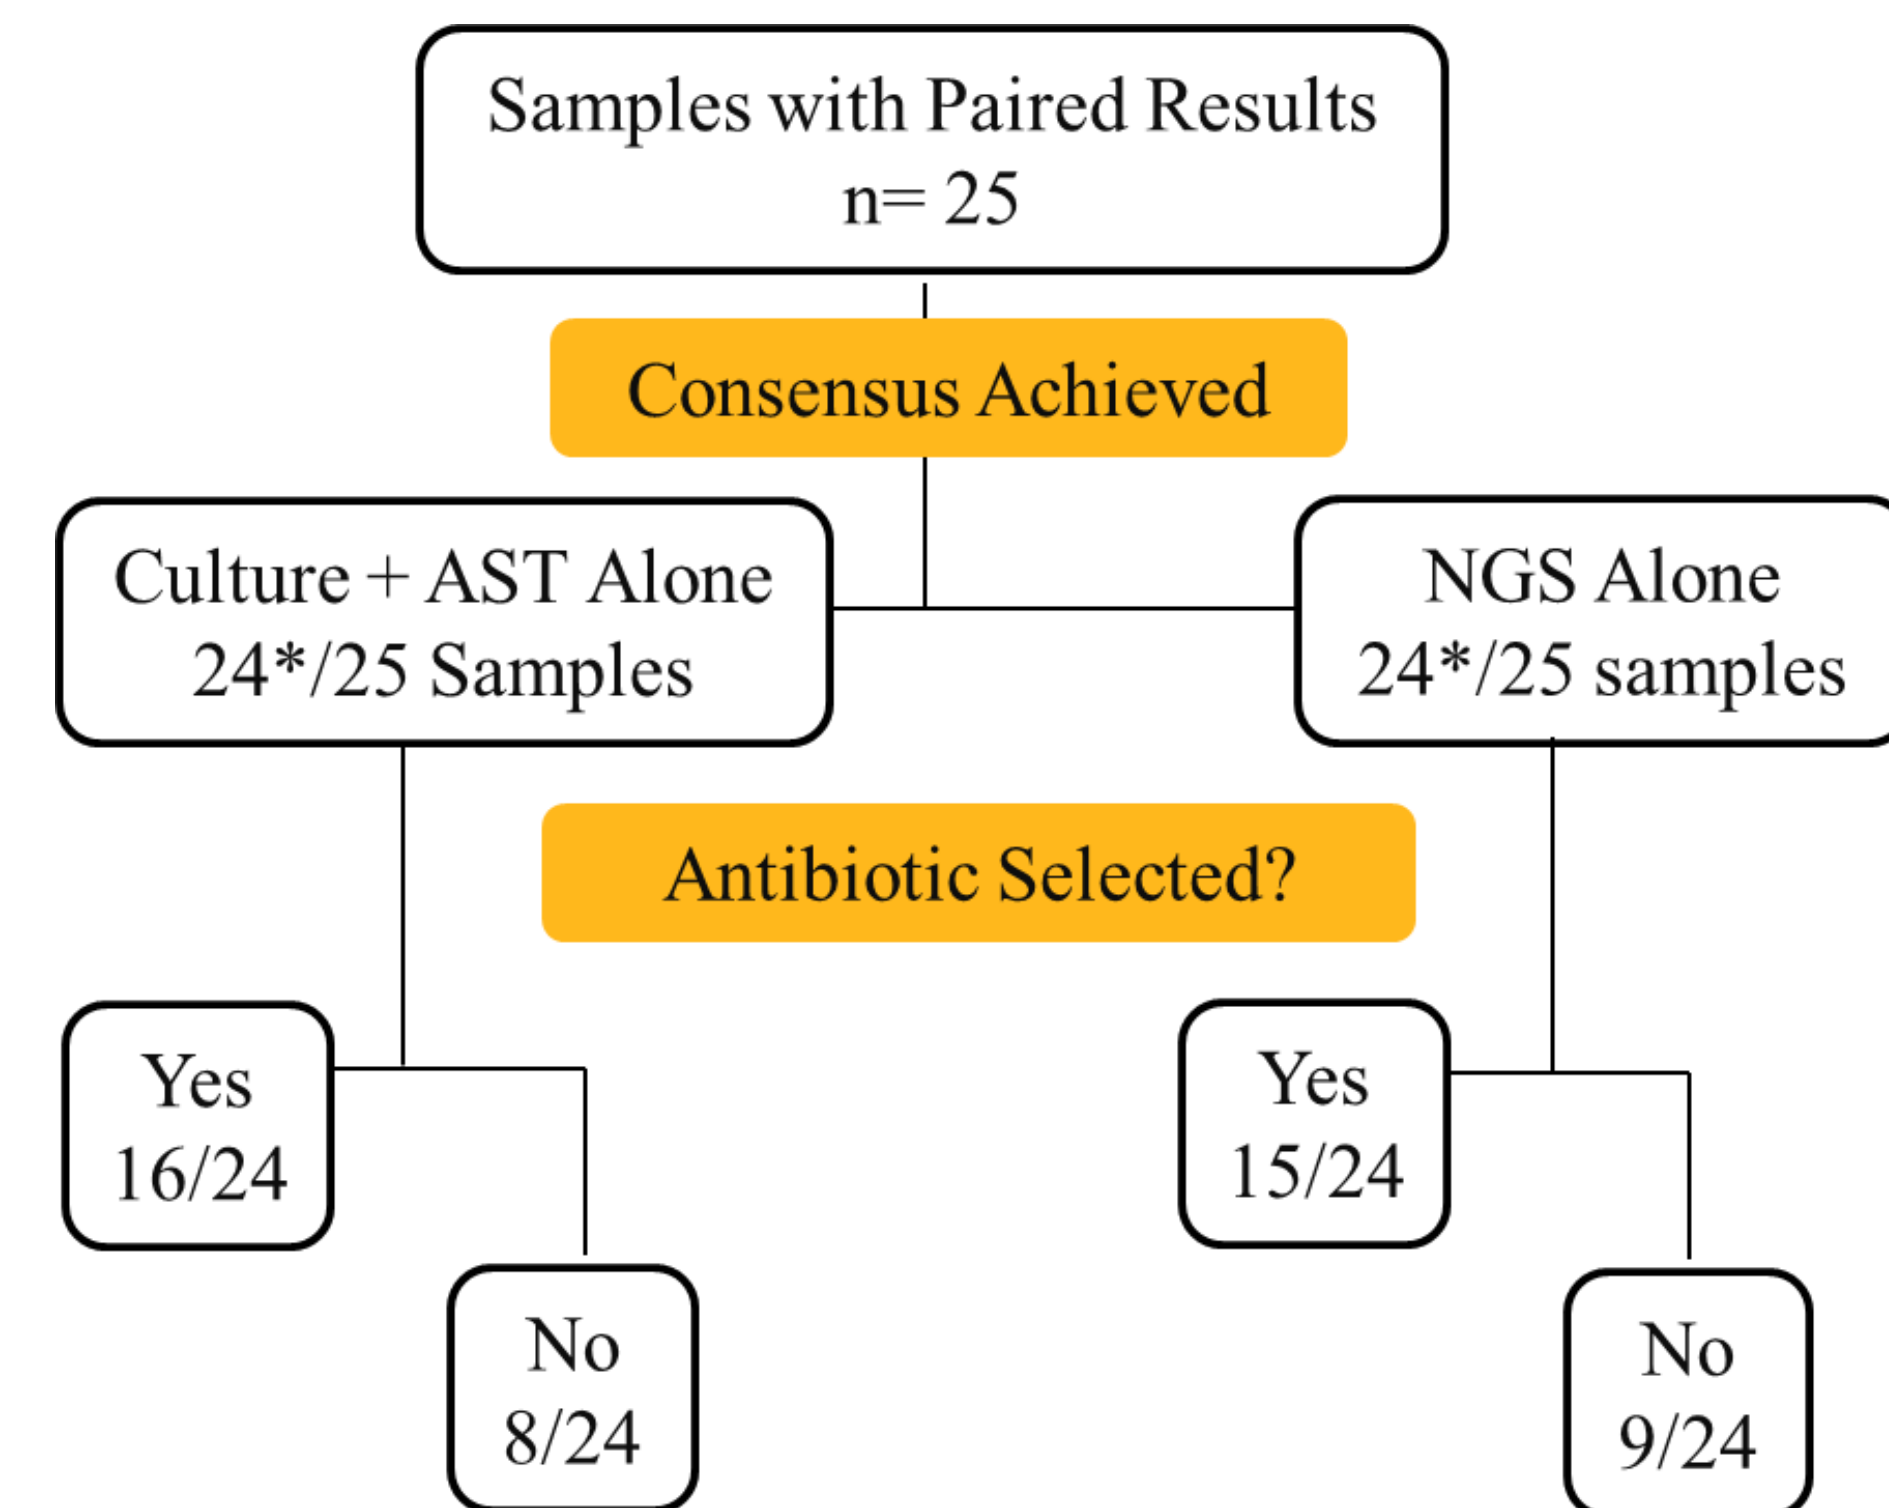 Samples with Paired Results
n= 25
Consensus Achieved
Culture + AST Alone
24*/25 Samples
NGS Alone
24*/25 samples
Antibiotic Selected?
Yes
16/24
No
8/24
Yes
15/24
No
9/24